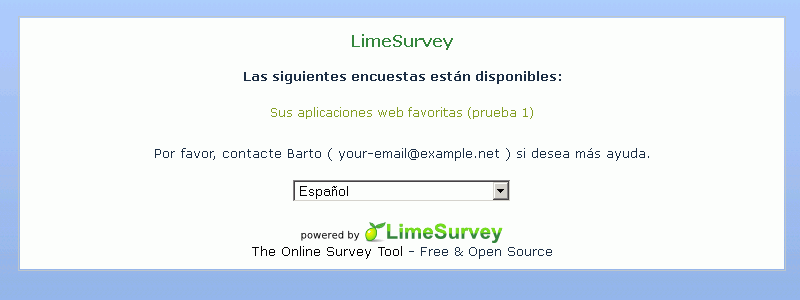 LimeSurvey
Las siguientes encuestas están disponibles:
Sus aplicaciones web favoritas (prueba 1)
Por favor, contacte Barto ( your-email@example.net ) si desea más ayuda.
Español
powered by LimeSurvey
The Online Survey Tool - Free & Open Source